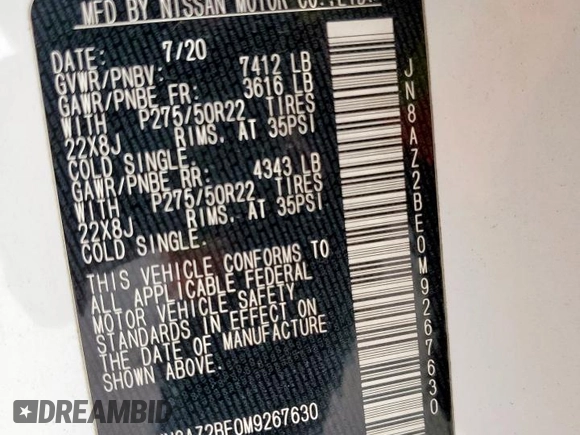 MFD BY NISSAN MOTOR CO.,LTD.
DATE: 7/20
GVWR/PNBV: 7412 LB
GAWR/PNBE FR: 3616 LB
WITH P275/50R22 TIRES
22X8J RIMS, AT 35PSI
COLD SINGLE.
GAWR/PNBE RR: 4343 LB
WITH P275/50R22 TIRES
22X8J RIMS, AT 35PSI
COLD SINGLE.
THIS VEHICLE CONFORMS TO
ALL APPLICABLE FEDERAL
MOTOR VEHICLE SAFETY
STANDARDS IN EFFECT ON
THE DATE OF MANUFACTURE
SHOWN ABOVE.
JN8AZ2BE0M9267630
JN8AZ2BE0M9267630
DREAMBID